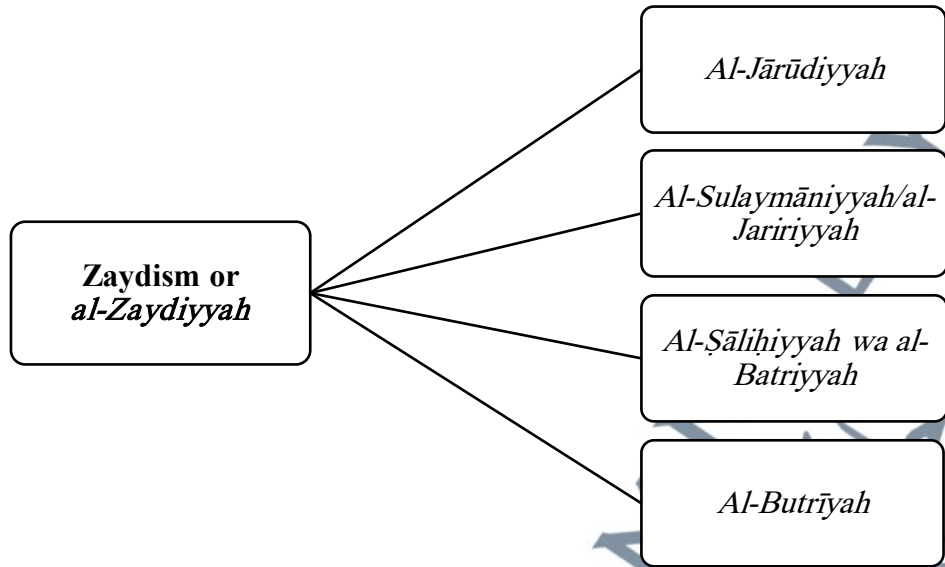 Al-Jārūdiyyah
Al-Sulaymāniyyah/al-
Jaririyyah
Zaydism or
al-Zaydiyyah
Al-Ṣāliḥiyyah wa al-
Batriyyah
Al-Butrīyah